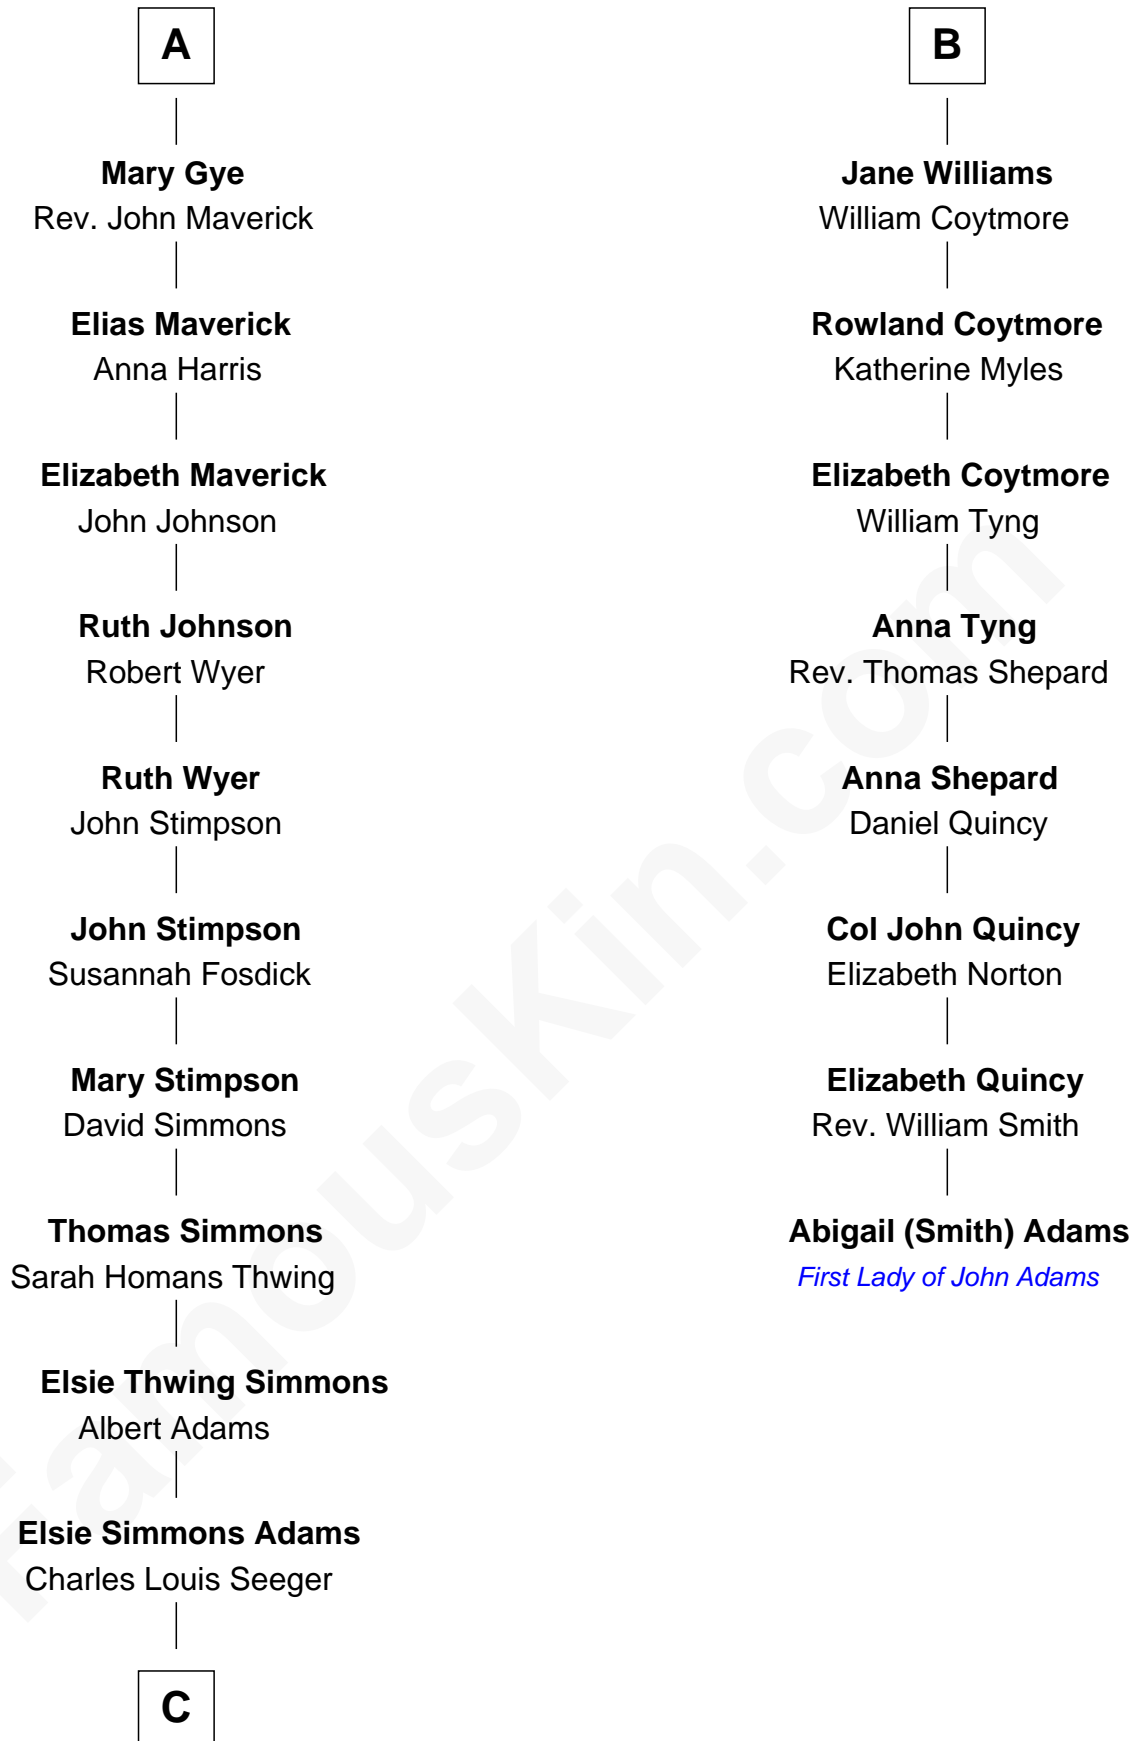 A
Mary Gye
Rev. John Maverick
Elias Maverick
Anna Harris
Elizabeth Maverick
John Johnson
Ruth Johnson
Robert Wyer
Ruth Wyer
John Stimpson
John Stimpson
Susannah Fosdick
Mary Stimpson
David Simmons
Thomas Simmons
Sarah Homans Thwing
Elsie Thwing Simmons
Albert Adams
Elsie Simmons Adams
Charles Louis Seeger
C
B
Jane Williams
William Coytmore
Rowland Coytmore
Katherine Myles
Elizabeth Coytmore
William Tyng
Anna Tyng
Rev. Thomas Shepard
Anna Shepard
Daniel Quincy
Col John Quincy
Elizabeth Norton
Elizabeth Quincy
Rev. William Smith
Abigail (Smith) Adams
First Lady of John Adams
FamousKin.com